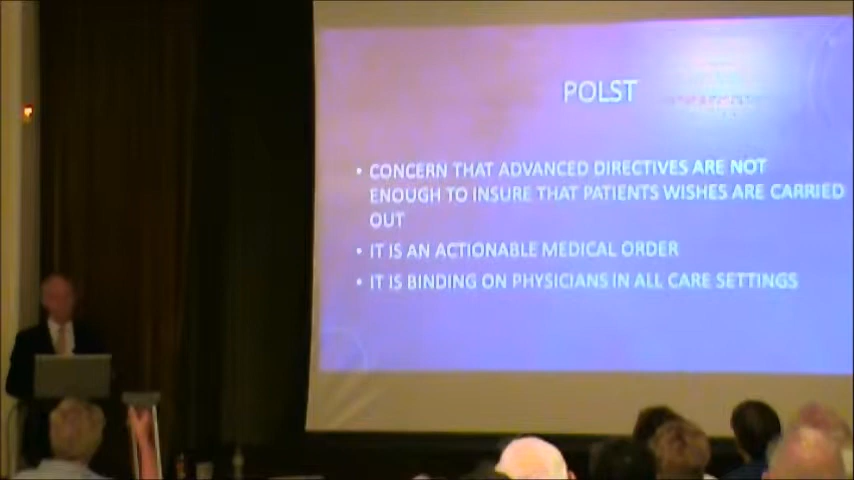 POLST
• CONCERN THAT ADVANCED DIRECTIVES ARE NOT
ENOUGH TO INSURE THAT PATIENTS WISHES ARE CARRIED
OUT
• IT IS AN ACTIONABLE MEDICAL ORDER
• IT IS BINDING ON PHYSICIANS IN ALL CARE SETTINGS